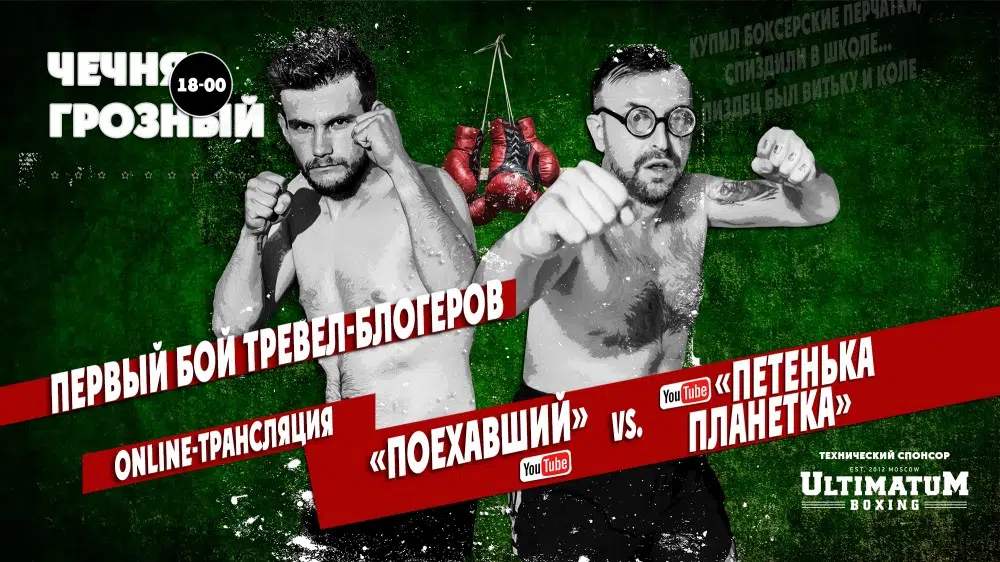 ЧЕЧНЯ
18-00
ГРОЗНЫЙ
КУПИЛ БОКСЕРСКИЕ ПЕРЧАТКИ,
СПИЗДИЛИ В ШКОЛЕ...
ПИЗДЕЦ БЫЛ ВИТЬКУ И КОЛЕ
ПЕРВЫЙ БОЙ ТРЕВЕЛ-БЛОГЕРОВ
ONLINE-ТРАНСЛЯЦИЯ
«ПОЕХАВШИЙ»
YouTube
VS.
YouTube «ПЕТЕНЬКА
ПЛАНЕТКА»
ТЕХНИЧЕСКИЙ СПОНСОР
EST. 2012 MOSCOW
ULTIMATUM
BOXING